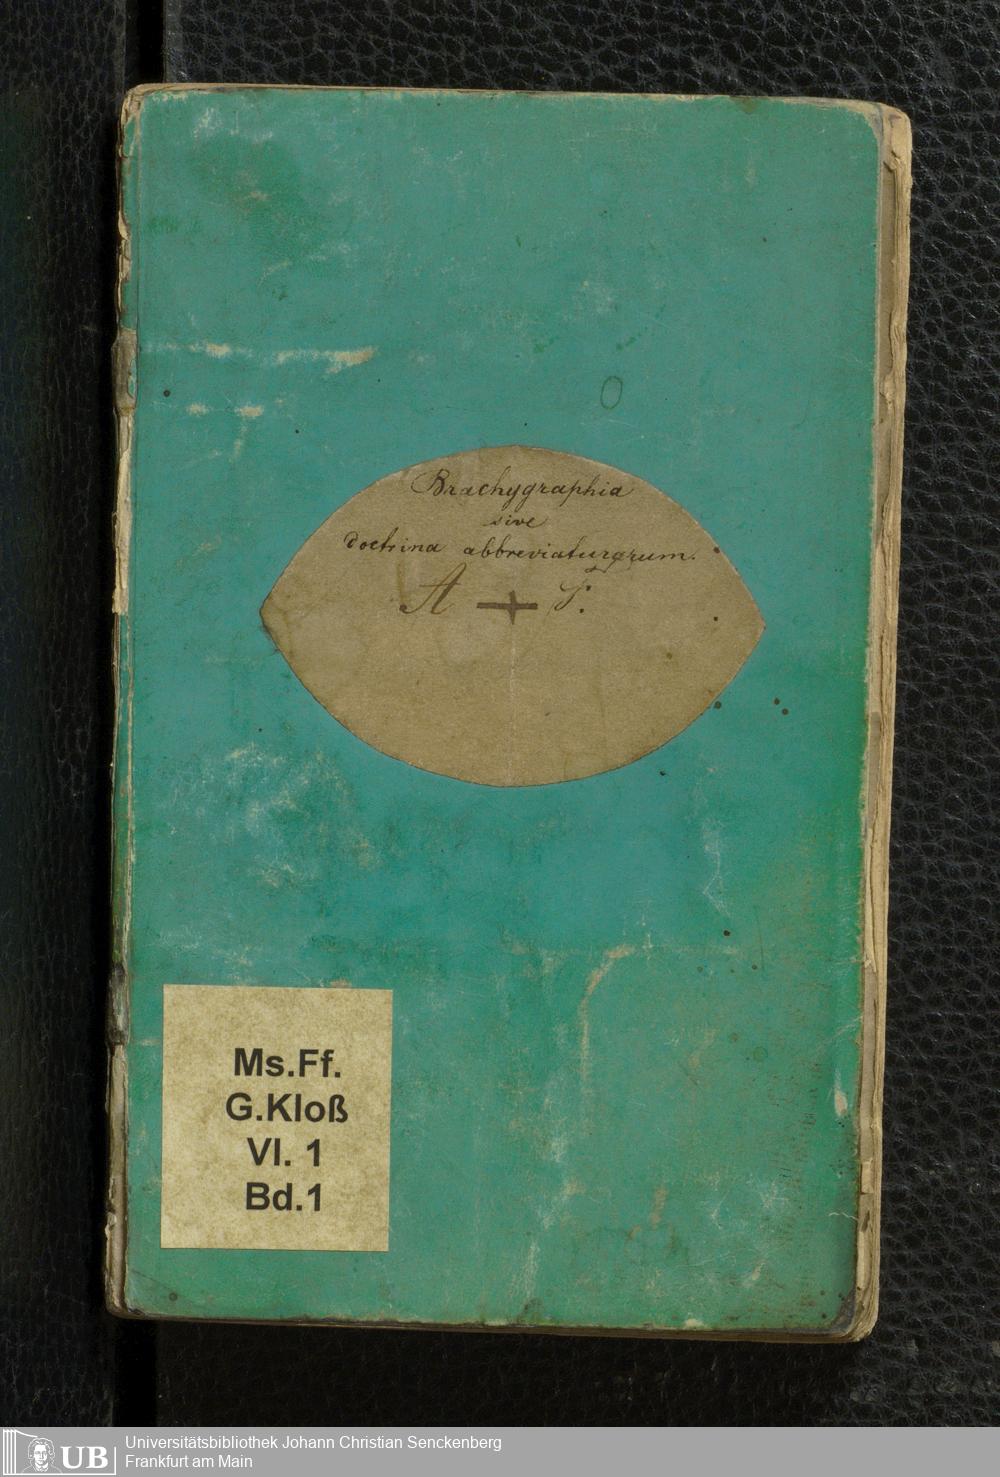 Brachygraphia
sive
doctrina abbreviaturarum.
A +
Ms.Ff.
G.Kloß
VI. 1
Bd.1
UB
Universitätsbibliothek Johann Christian Senckenberg
Frankfurt am Main